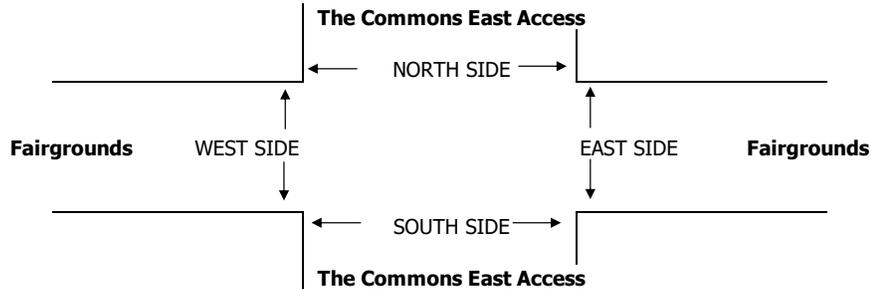 The Commons East Access
NORTH SIDE
Fairgrounds WEST SIDE EAST SIDE Fairgrounds
SOUTH SIDE
The Commons East Access